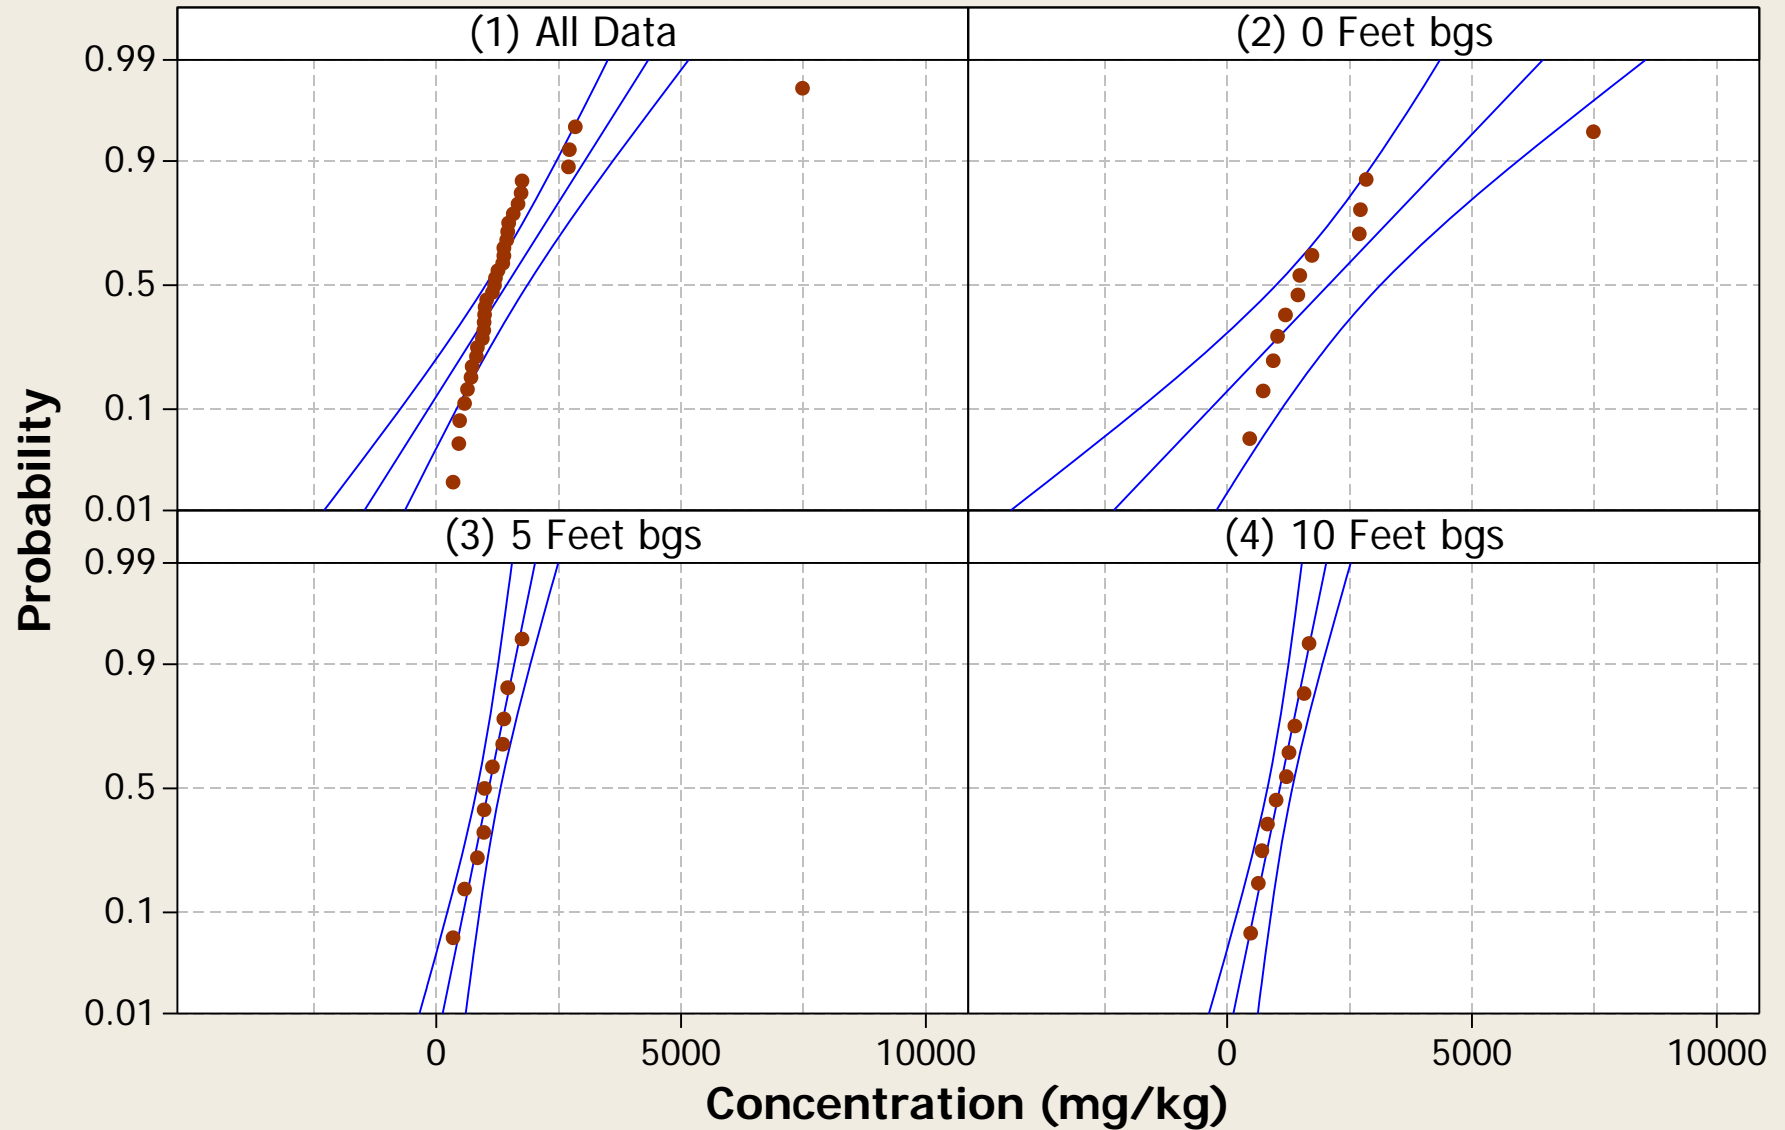 (1) All Data
(2) 0 Feet bgs
0.99
0.9
0.5
0.1
0.01
(3) 5 Feet bgs
(4) 10 Feet bgs
0.99
0.9
0.5
0.1
0.01
Probability
0
5000
10000
0
5000
10000
Concentration (mg/kg)